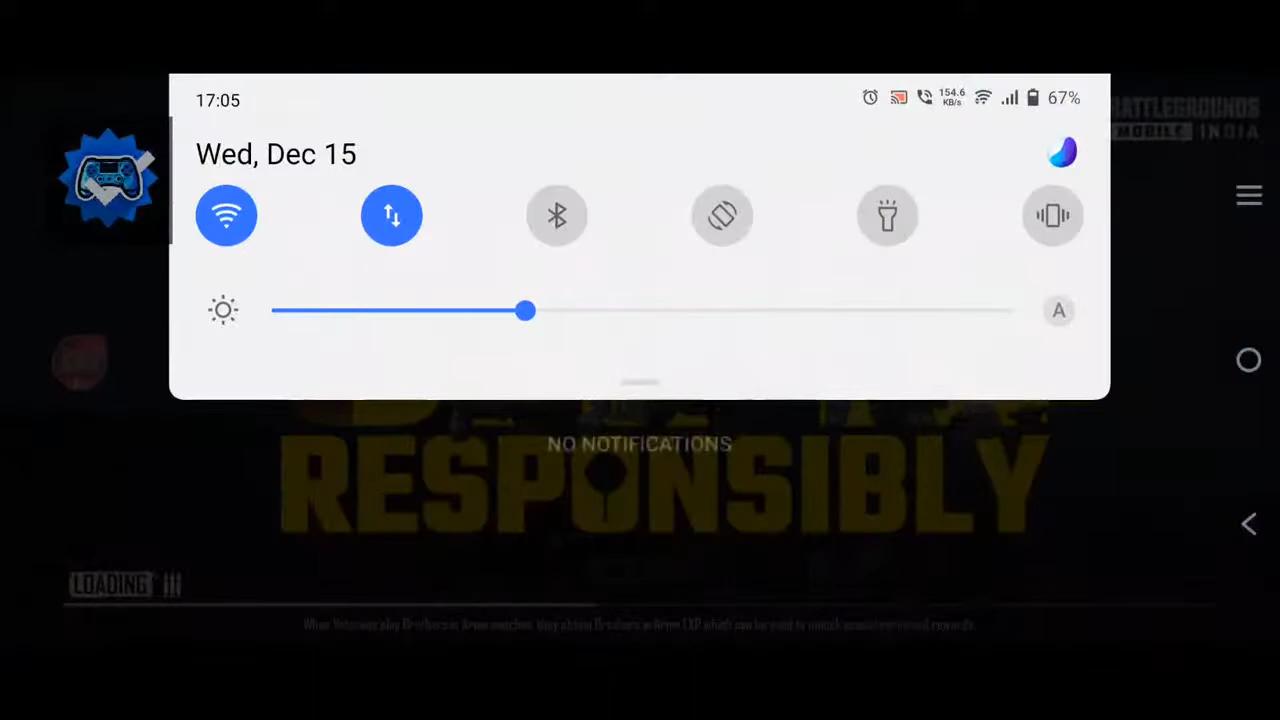 17:05
154.6
KB/s
67%
BATTLEGROUNDS
MOBILE INDIA
Wed, Dec 15
A
NO NOTIFICATIONS
RESPONSIBLY
LOADING